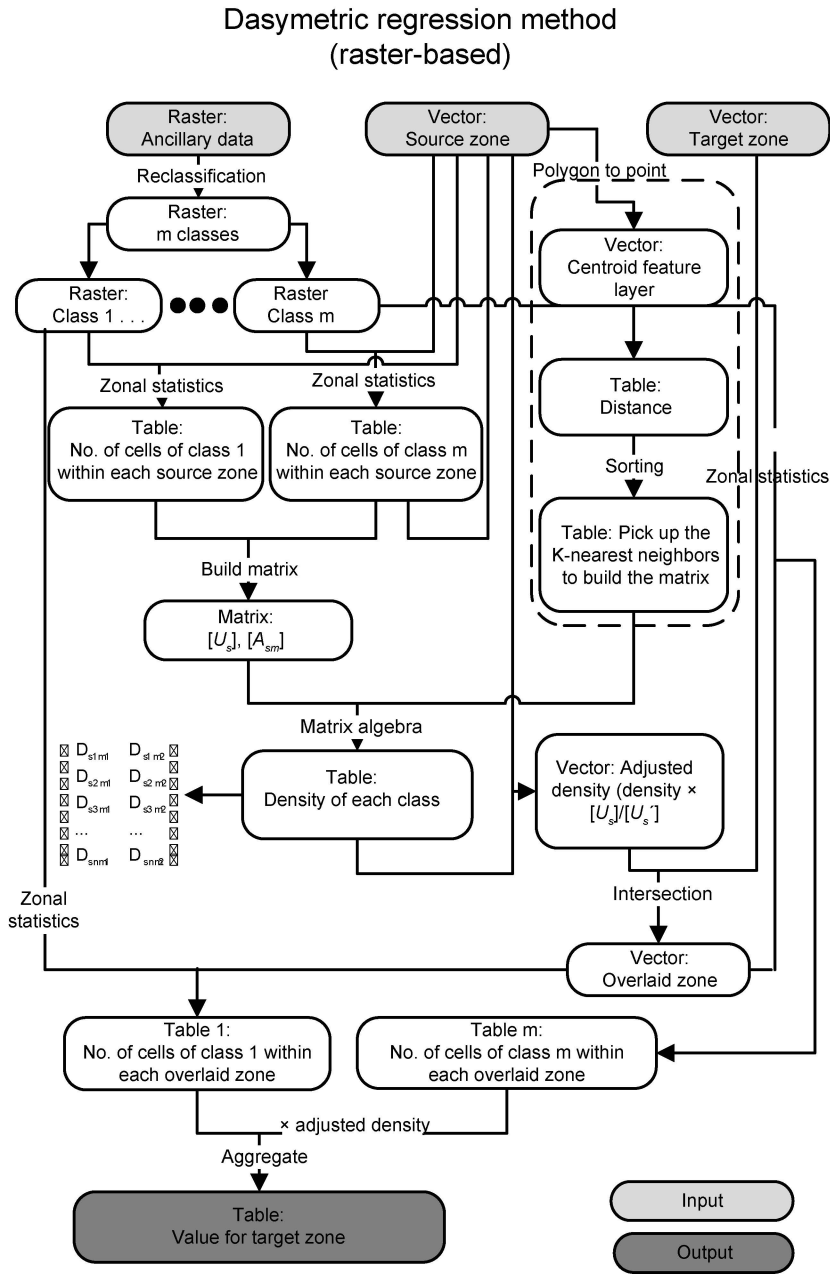 Dasymetric regression method
(raster-based)
Raster:
Ancillary data
Vector:
Source zone
Vector:
Target zone
Reclassification
Polygon to point
Raster:
m classes
Vector:
Centroid feature
layer
Raster:
Class 1 . . .
Raster
Class m
Zonal statistics
Zonal statistics
Table:
Distance
Table:
No. of cells of class 1
within each source zone
Table:
No. of cells of class m
within each source zone
Sorting
Zonal statistics
Table: Pick up the
K-nearest neighbors
to build the matrix
Build matrix
Matrix:
[Us], [Asm]
Matrix algebra
Ds1m1 Ds1m2
Ds2m1 Ds2m2
Ds3m1 Ds3m2
... ...
Dsnm1 Dsnm2
Table:
Density of each class
Vector: Adjusted
density (density ×
[Us]/[Us´]
Zonal
statistics
Intersection
Vector:
Overlaid zone
Table 1:
No. of cells of class 1 within
each overlaid zone
Table m:
No. of cells of class m within
each overlaid zone
× adjusted density
Aggregate
Table:
Value for target zone
Input
Output